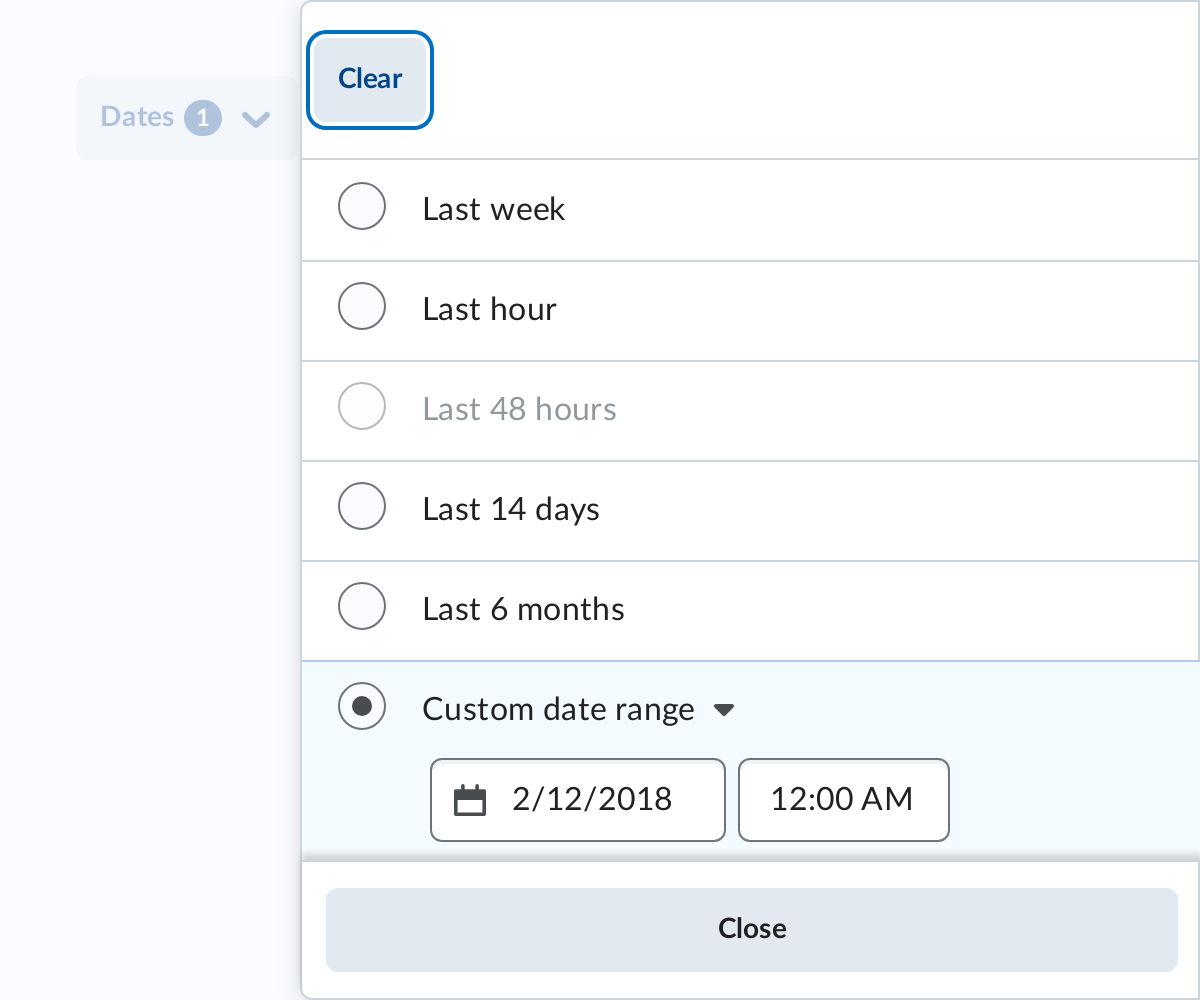 Clear
Dates 1
Last week
Last hour
Last 48 hours
Last 14 days
Last 6 months
Custom date range
2/12/2018 12:00 AM
Close